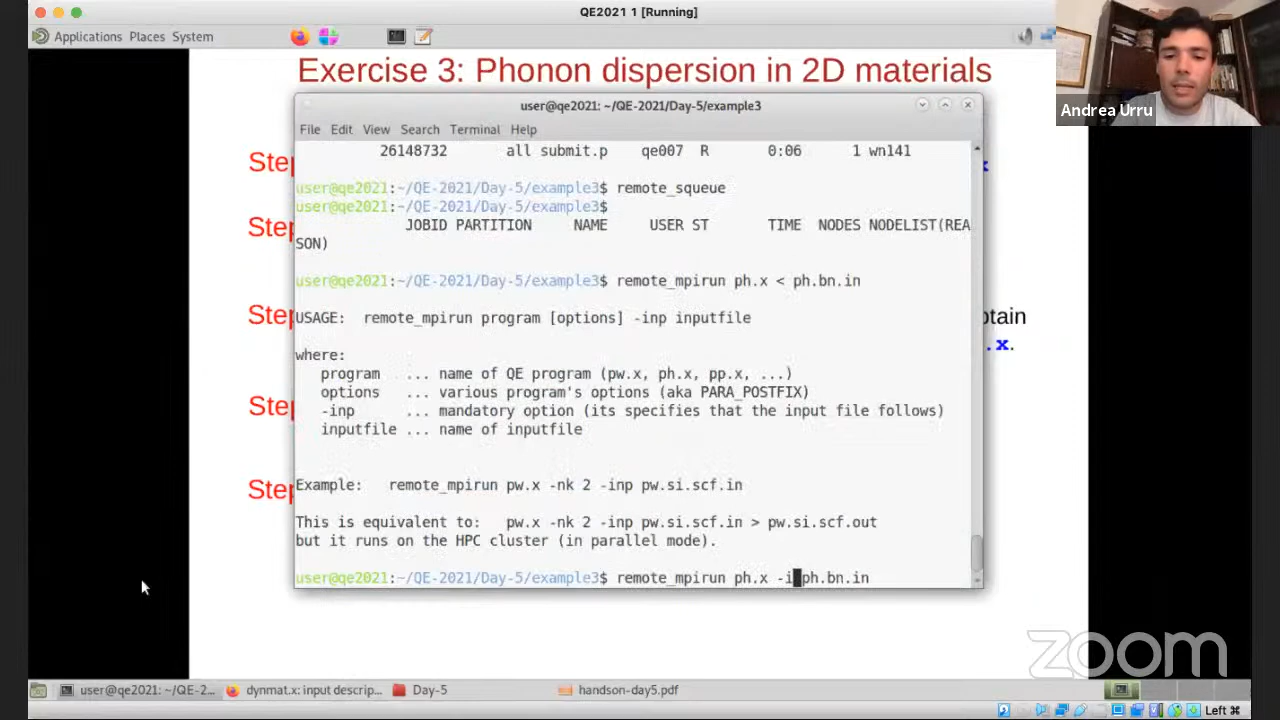 QE2021 1 [Running]
Applications Places System
Exercise 3: Phonon dispersion in 2D materials
Andrea Urru
user@qe2021: ~/QE-2021/Day-5/example3
File Edit View Search Terminal Help
26148732 all submit.p qe007 R 0:06 1 wn141
user@qe2021:~/QE-2021/Day-5/example3$ remote_squeue
user@qe2021:~/QE-2021/Day-5/example3$
JOBID PARTITION NAME USER ST TIME NODES NODELIST(REA
SON)
user@qe2021:~/QE-2021/Day-5/example3$ remote_mpirun ph.x < ph.bn.in
USAGE: remote_mpirun program [options] -inp inputfile
where:
program ... name of QE program (pw.x, ph.x, pp.x, ...)
options ... various program's options (aka PARA_POSTFIX)
-inp ... mandatory option (its specifies that the input file follows)
inputfile ... name of inputfile
Example: remote_mpirun pw.x -nk 2 -inp pw.si.scf.in
This is equivalent to: pw.x -nk 2 -inp pw.si.scf.in > pw.si.scf.out
but it runs on the HPC cluster (in parallel mode).
user@qe2021:~/QE-2021/Day-5/example3$ remote_mpirun ph.x -i ph.bn.in
Step
Step
Step
Step
Step
x
otain
.x.
zoom
user@qe2021: ~/QE-2... dynmat.x: input descrip... Day-5 handson-day5.pdf
Left ⌘